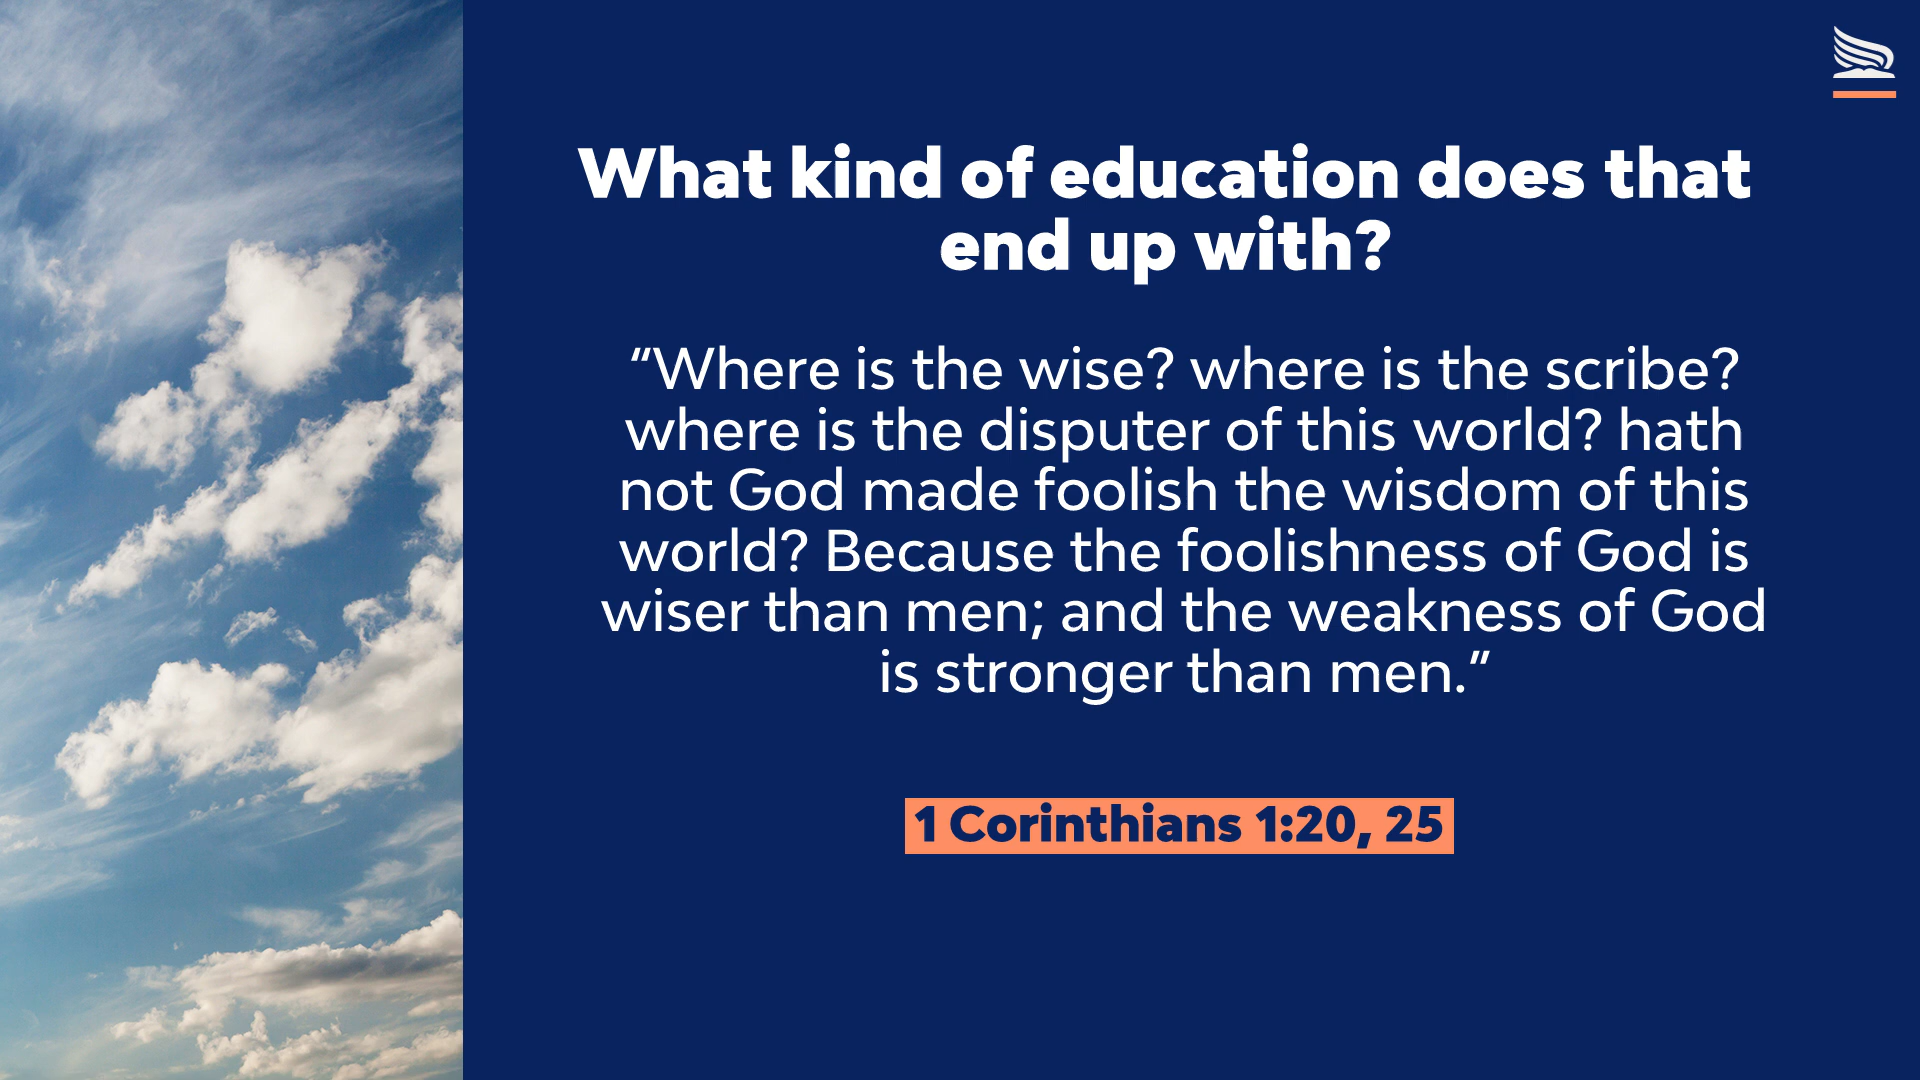 What kind of education does that
end up with?
“Where is the wise? where is the scribe?
where is the disputer of this world? hath
not God made foolish the wisdom of this
world? Because the foolishness of God is
wiser than men; and the weakness of God
is stronger than men.”
1 Corinthians 1:20, 25